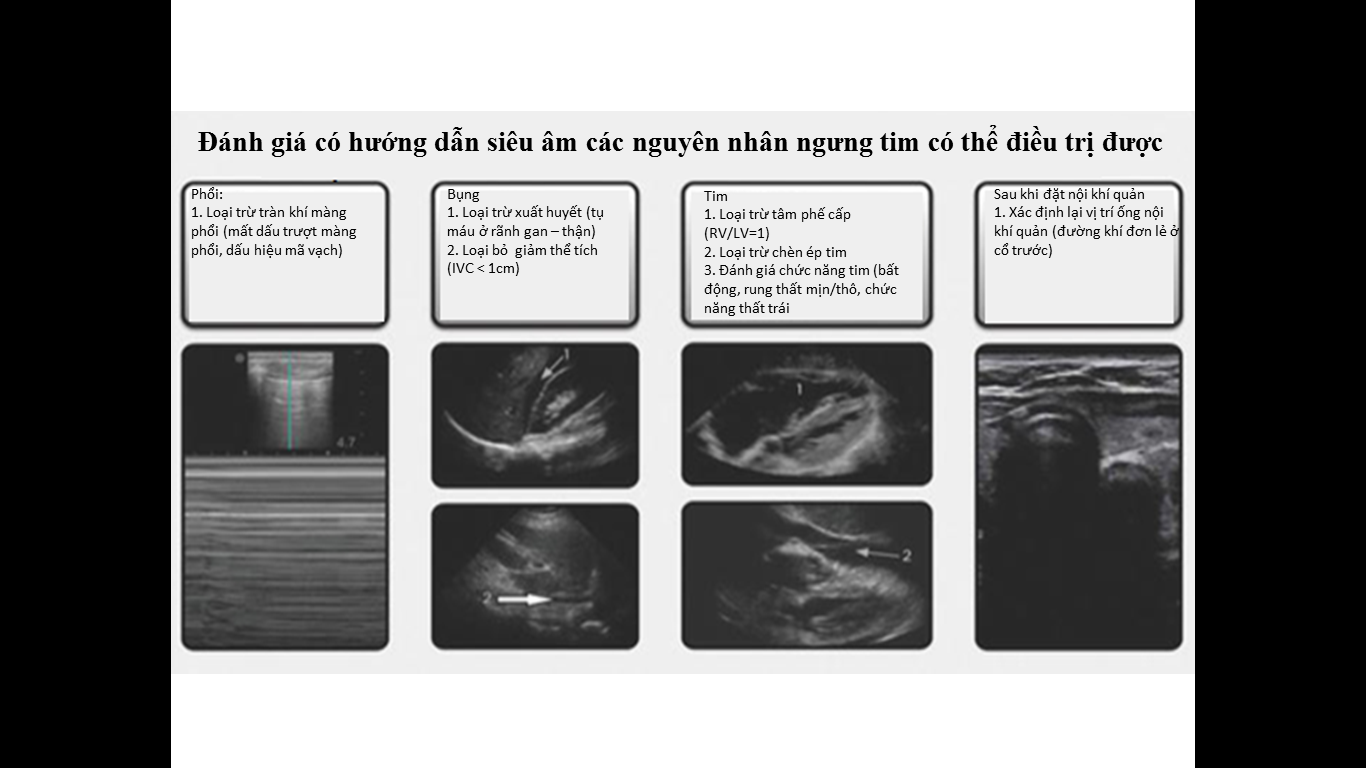 Đánh giá có hướng dẫn siêu âm các nguyên nhân ngưng tim có thể điều trị được
Phổi:
1. Loại trừ tràn khí màng
phổi (mất dấu trượt màng
phổi, dấu hiệu mã vạch)
Bụng
1. Loại trừ xuất huyết (tụ
máu ở rãnh gan – thận)
2. Loại bỏ giảm thể tích
(IVC < 1cm)
Tim
1. Loại trừ tâm phế cấp
(RV/LV=1)
2. Loại trừ chèn ép tim
3. Đánh giá chức năng tim (bất
động, rung thất mịn/thô, chức
năng thất trái
Sau khi đặt nội khí quản
1. Xác định lại vị trí ống nội
khí quản (đường khí đơn lẻ ở
cổ trước)
4.7
1
2
1
2